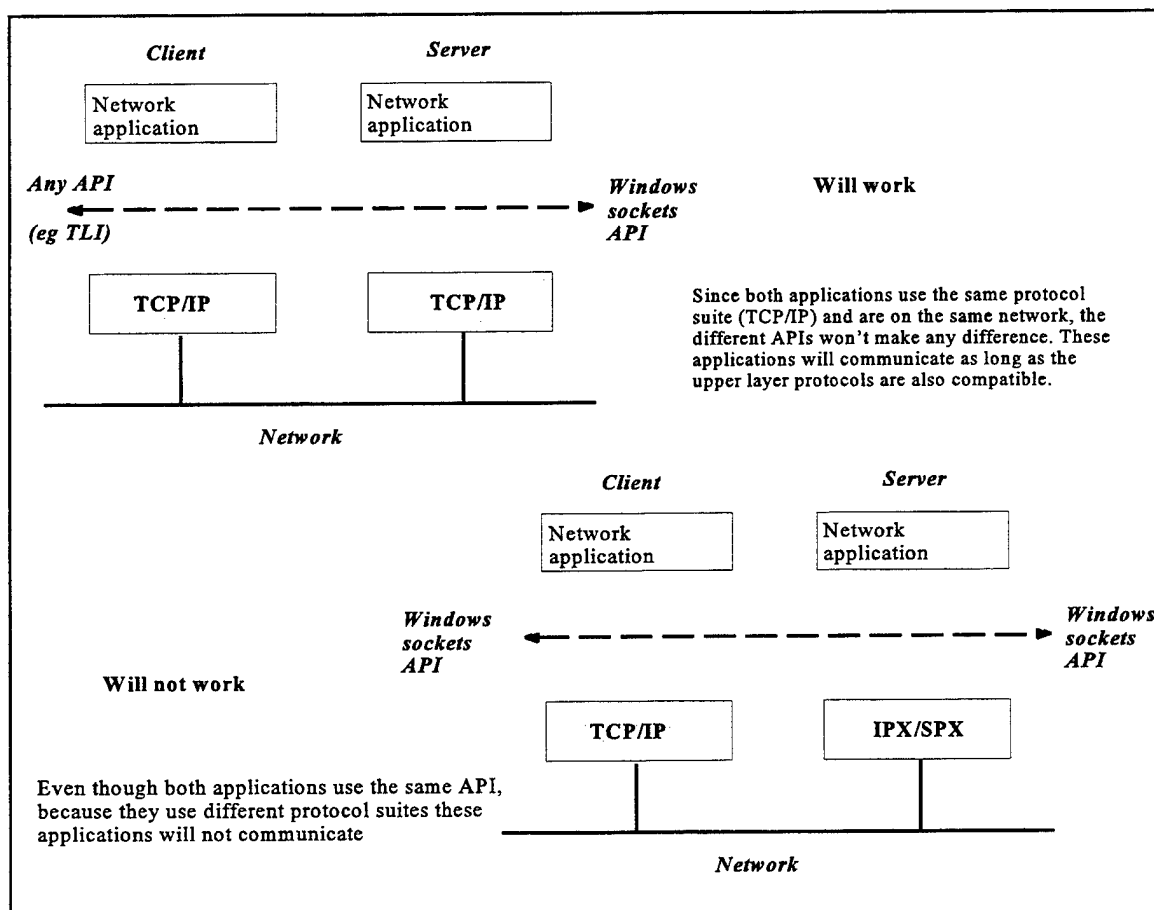 Client
Server
Network
application
Network
application
Any API
(eg TLI)
Windows
sockets
API
Will work
TCP/IP
TCP/IP
Since both applications use the same protocol
suite (TCP/IP) and are on the same network, the
different APIs won't make any difference. These
applications will communicate as long as the
upper layer protocols are also compatible.
Network
Client
Server
Network
application
Network
application
Windows
sockets
API
Windows
sockets
API
Will not work
TCP/IP
IPX/SPX
Even though both applications use the same API,
because they use different protocol suites these
applications will not communicate
Network